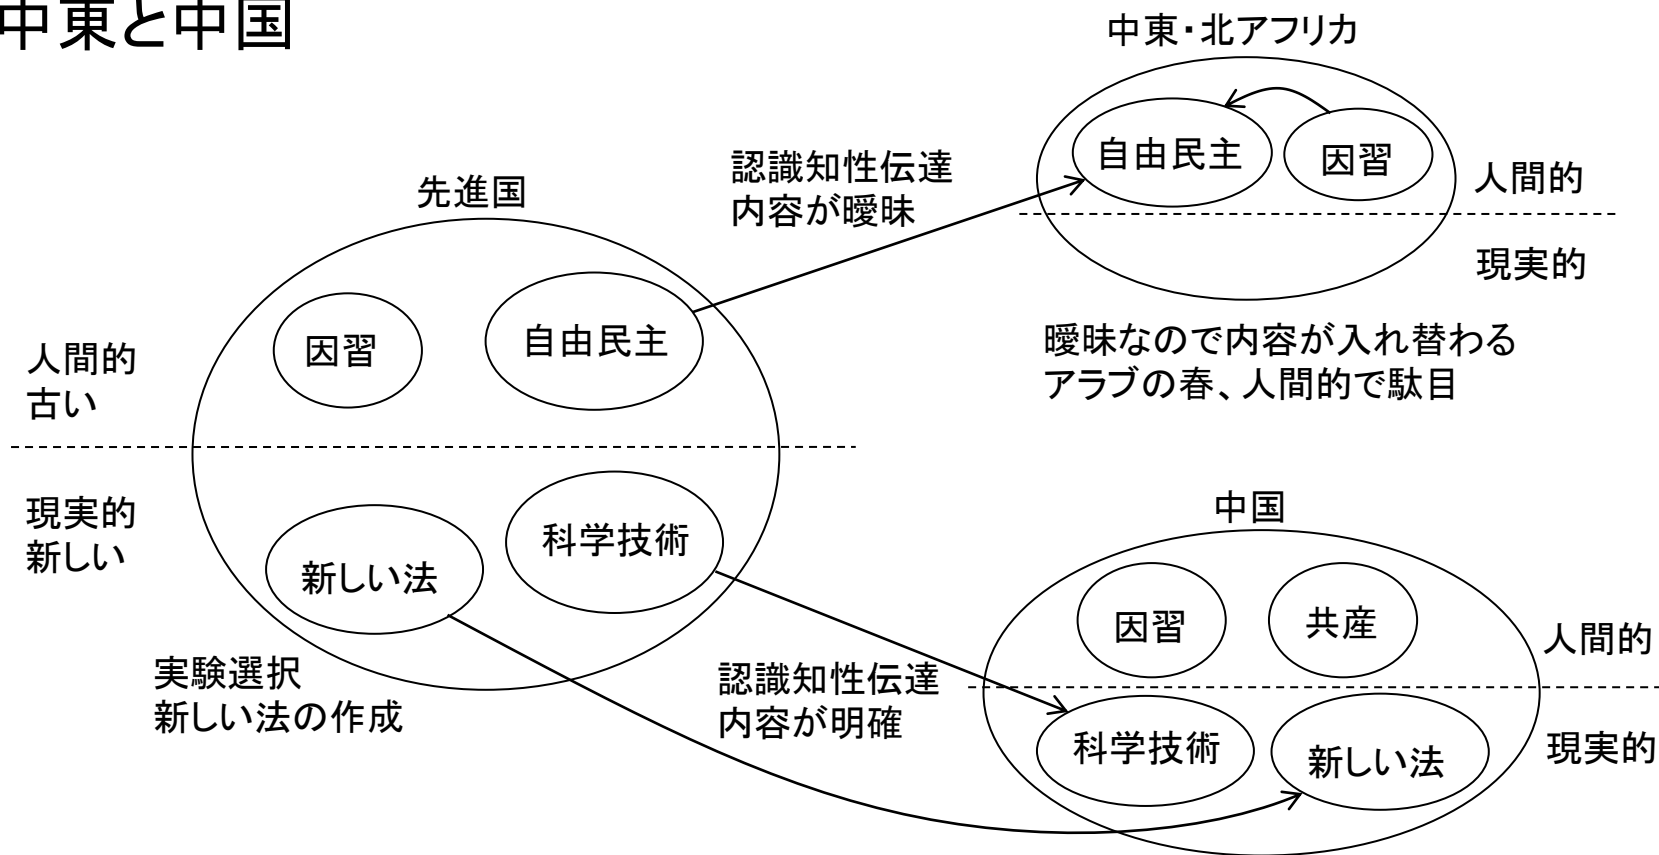 中東と中国
中東・北アフリカ
自由民主
因習
人間的
現実的
認識知性伝達
内容が曖昧
曖昧なので内容が入れ替わる
アラブの春、人間的で駄目
先進国
因習
自由民主
人間的
古い
現実的
新しい
新しい法
科学技術
実験選択
新しい法の作成
認識知性伝達
内容が明確
中国
因習
共産
人間的
科学技術
新しい法
現実的